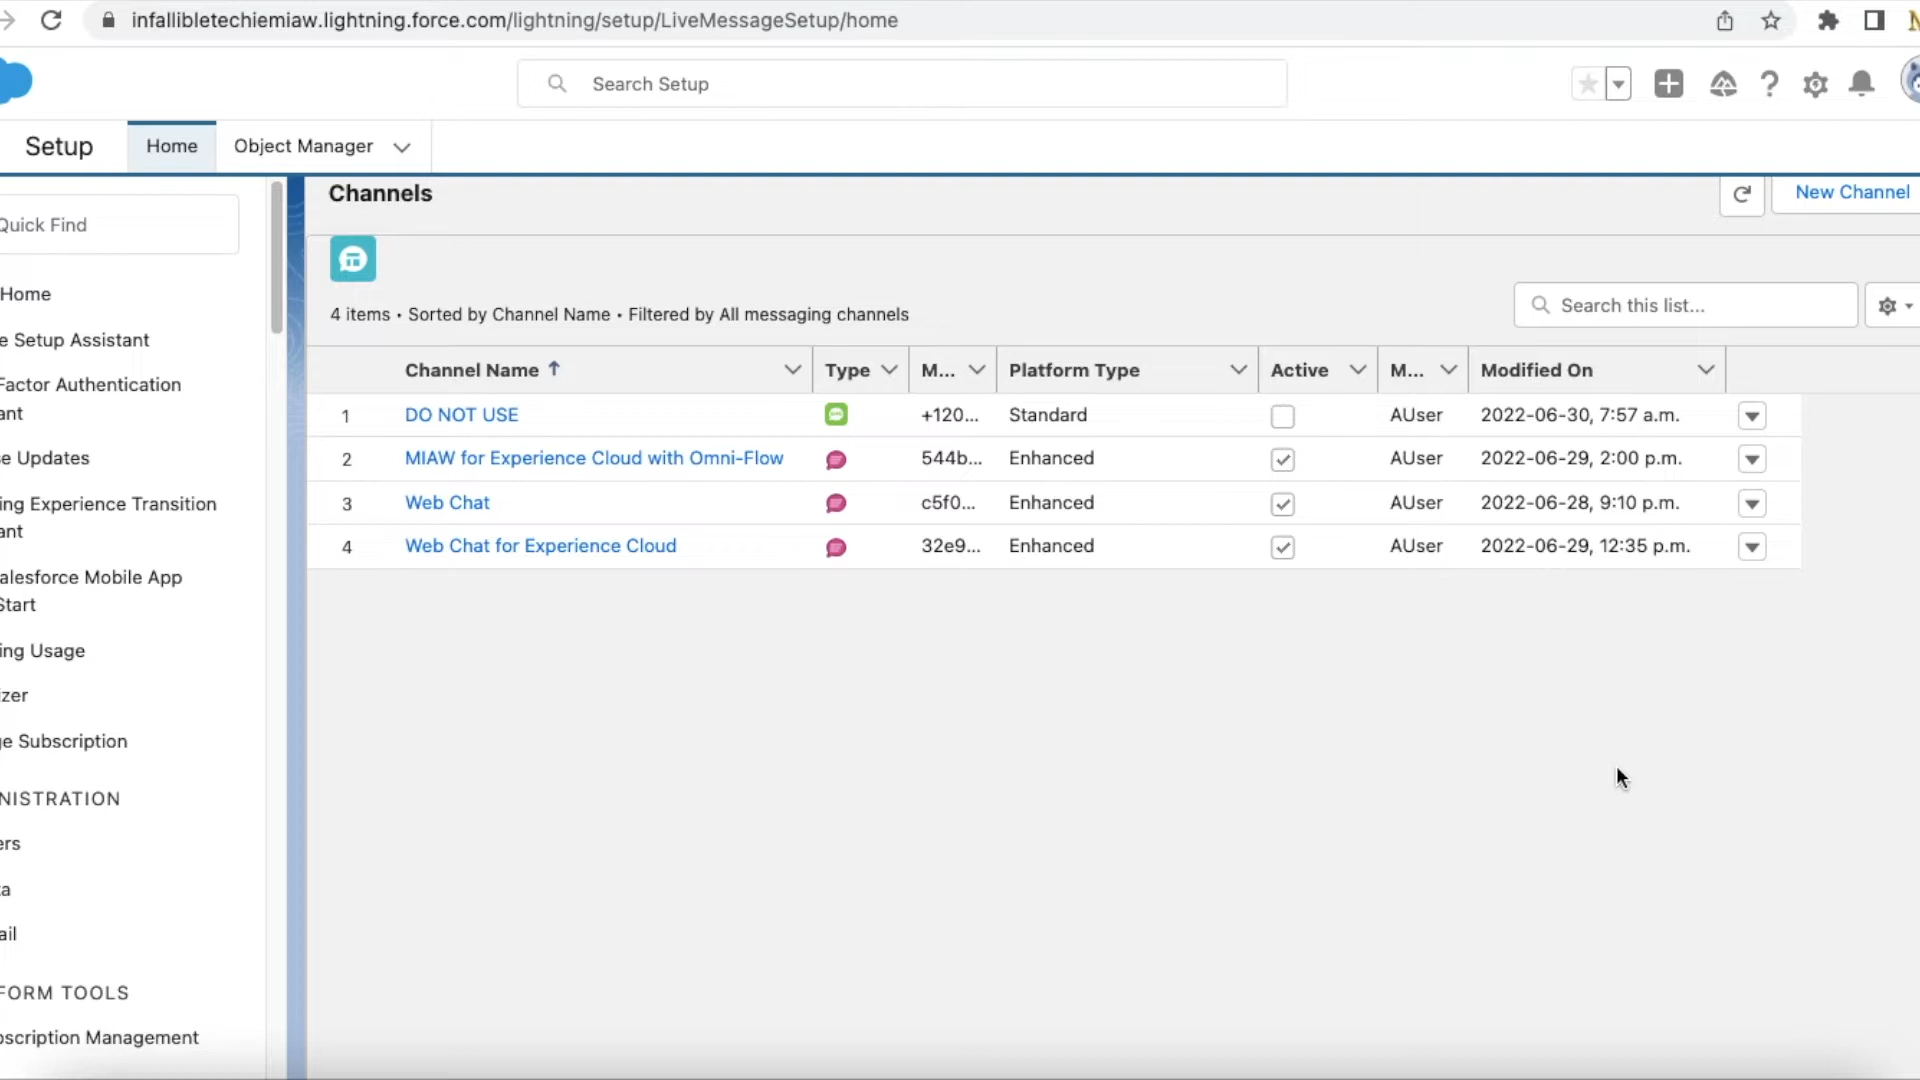 infallibletechiemiaw.lightning.force.com/lightning/setup/LiveMessageSetup/home
Search Setup
Setup
Home
Object Manager
Channels
New Channel
Quick Find
4 items • Sorted by Channel Name • Filtered by All messaging channels
Search this list...
Home
e Setup Assistant
Factor Authentication
ant
e Updates
ing Experience Transition
ant
alesforce Mobile App
Start
ing Usage
izer
ge Subscription
NISTRATION
ers
ta
ail
FORM TOOLS
bscription Management
Channel Name Type M... Platform Type Active M... Modified On
1 DO NOT USE +120... Standard AUser 2022-06-30, 7:57 a.m.
2 MIAW for Experience Cloud with Omni-Flow 544b... Enhanced AUser 2022-06-29, 2:00 p.m.
3 Web Chat c5f0... Enhanced AUser 2022-06-28, 9:10 p.m.
4 Web Chat for Experience Cloud 32e9... Enhanced AUser 2022-06-29, 12:35 p.m.